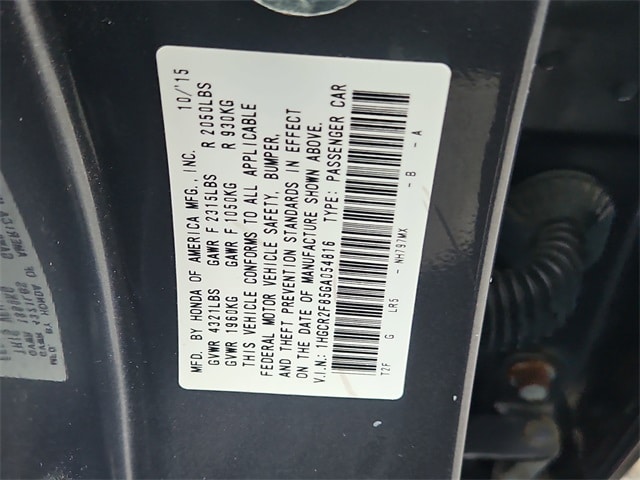 MFD. BY HONDA OF AMERICA MFG., INC. 10/'15
GVWR 4321LBS GAWR F 2315LBS R 2050LBS
GVWR 1960KG GAWR F 1050KG R 930KG
THIS VEHICLE CONFORMS TO ALL APPLICABLE
FEDERAL MOTOR VEHICLE SAFETY, BUMPER,
AND THEFT PREVENTION STANDARDS IN EFFECT
ON THE DATE OF MANUFACTURE SHOWN ABOVE.
V.I.N.: 1HGCR2F85GA054816 TYPE: PASSENGER CAR
T2F G LR5 - NH797MX - B - A